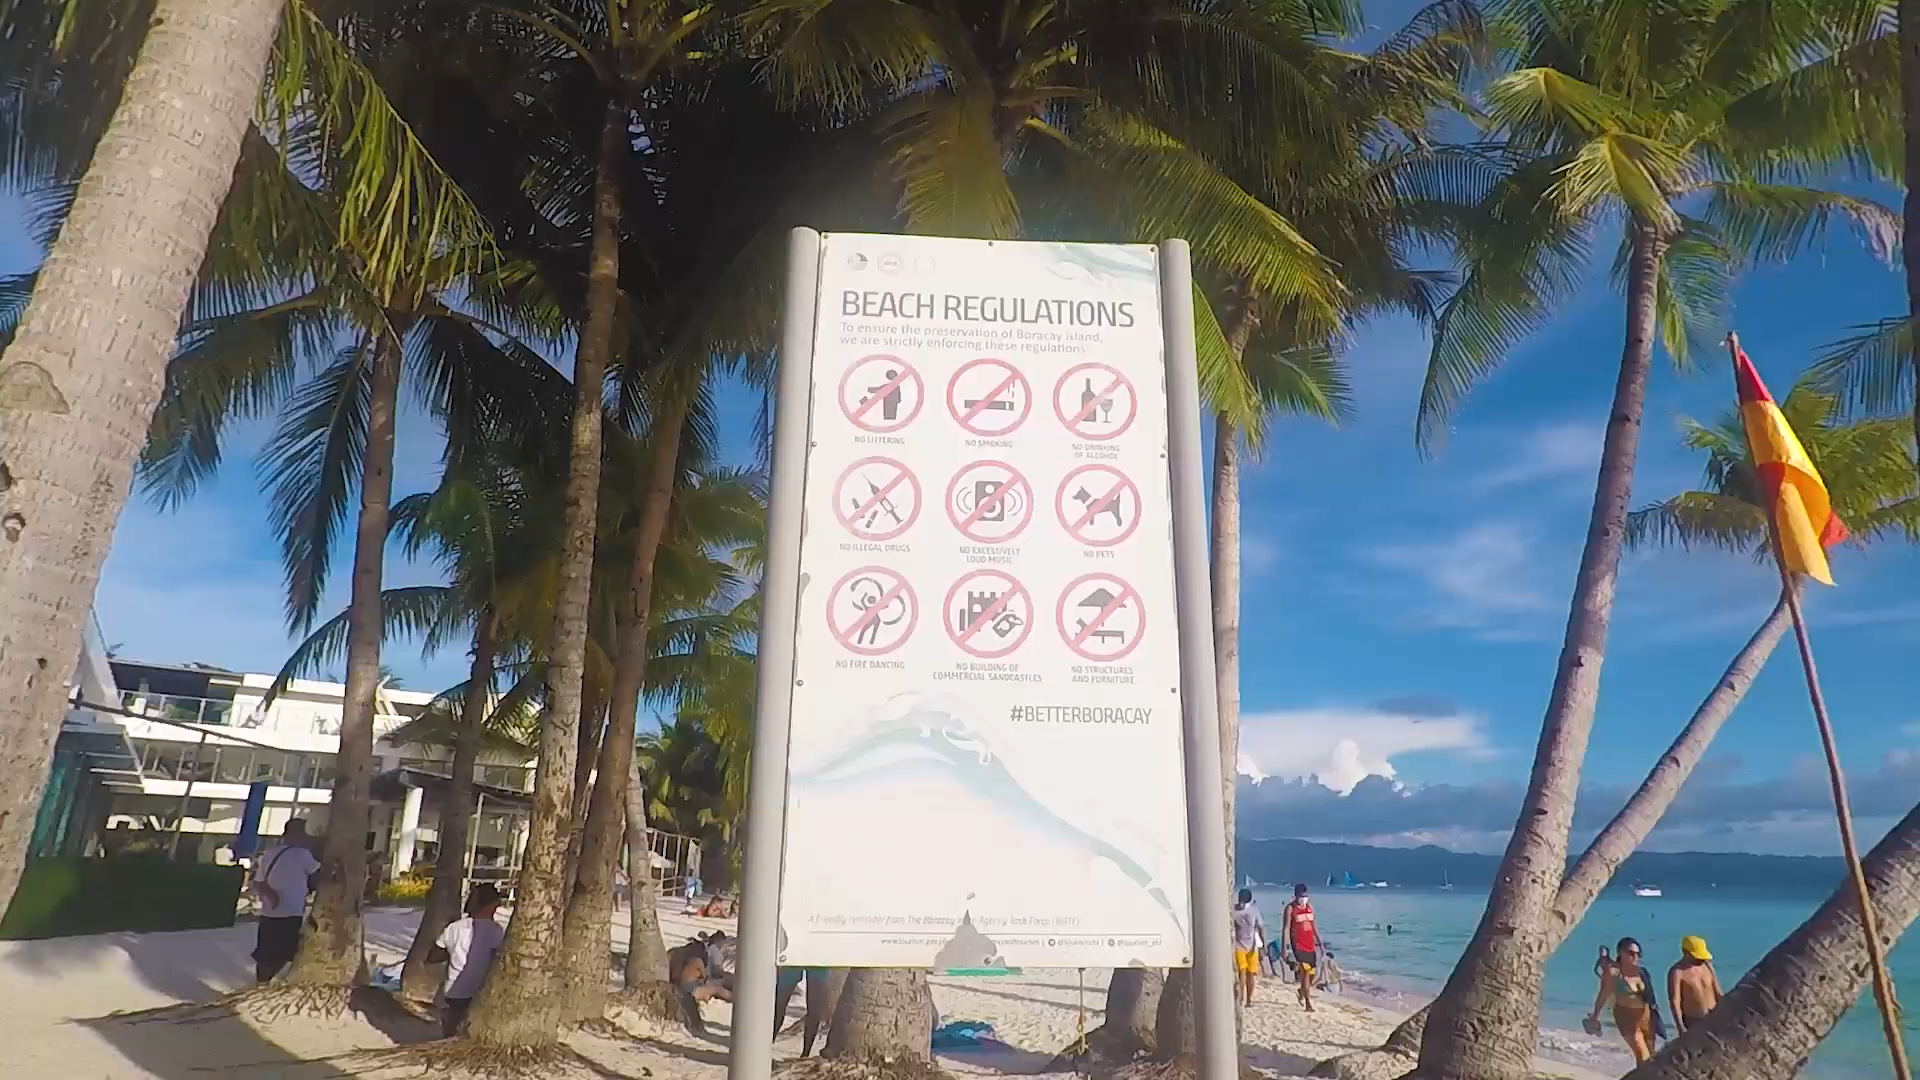 BEACH REGULATIONS
To ensure the preservation of Boracay Island,
we are strictly enforcing these regulations
NO LITTERING
NO SMOKING
NO DRINKING
OF ALCOHOL
NO ILLEGAL DRUGS
NO EXCESSIVELY
LOUD MUSIC
NO PETS
NO FIRE DANCING
NO BUILDING OF
COMMERCIAL SANDCASTLES
NO STRUCTURES
AND FURNITURE
#BETTERBORACAY
A friendly reminder from The Boracay Agency Task Force